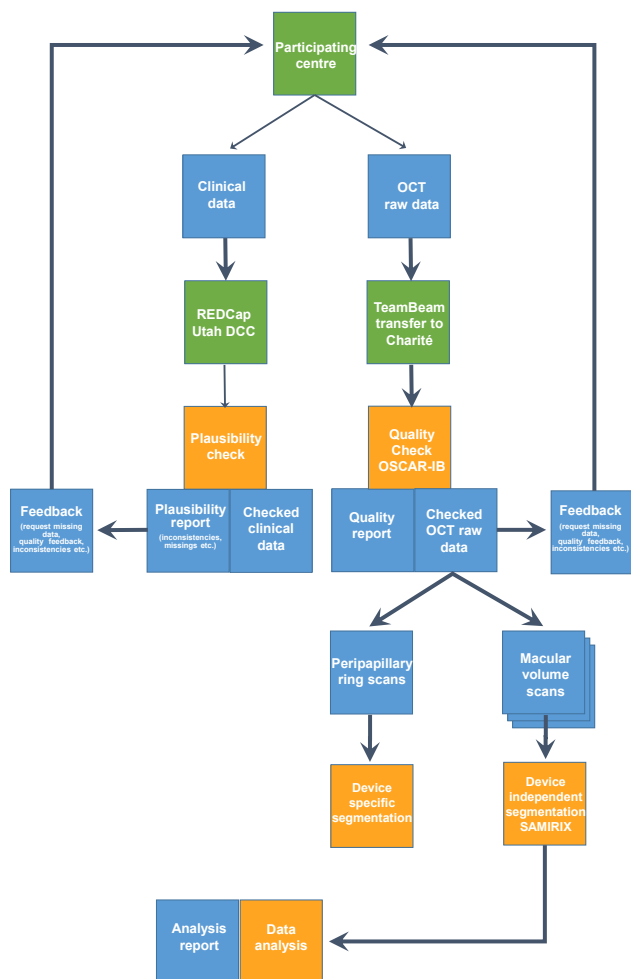 Participating
centre
Clinical
data
OCT
raw data
REDCap
Utah DCC
TeamBeam
transfer to
Charité
Plausibility
check
Quality
Check
OSCAR-IB
Feedback
(request missing
data,
quality feedback,
inconsistencies etc.)
Plausibility
report
(inconsistencies,
missings etc.)
Checked
clinical
data
Quality
report
Checked
OCT raw
data
Feedback
(request missing
data,
quality feedback,
inconsistencies etc.)
Peripapillary
ring scans
Macular
volume
scans
Device
specific
segmentation
Device
independent
segmentation
SAMIRIX
Analysis
report
Data
analysis